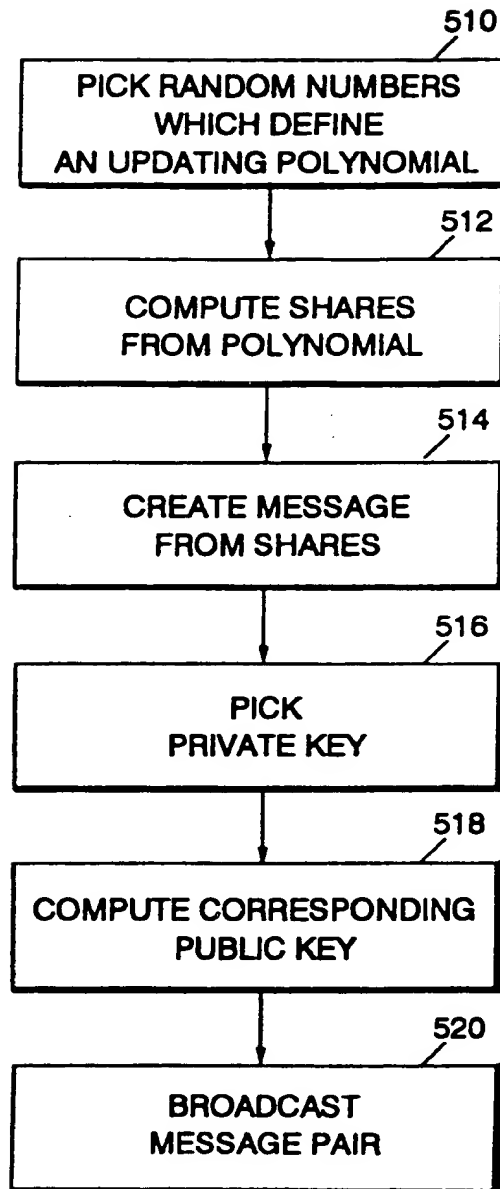 510
PICK RANDOM NUMBERS
WHICH DEFINE
AN UPDATING POLYNOMIAL
512
COMPUTE SHARES
FROM POLYNOMIAL
514
CREATE MESSAGE
FROM SHARES
516
PICK
PRIVATE KEY
518
COMPUTE CORRESPONDING
PUBLIC KEY
520
BROADCAST
MESSAGE PAIR